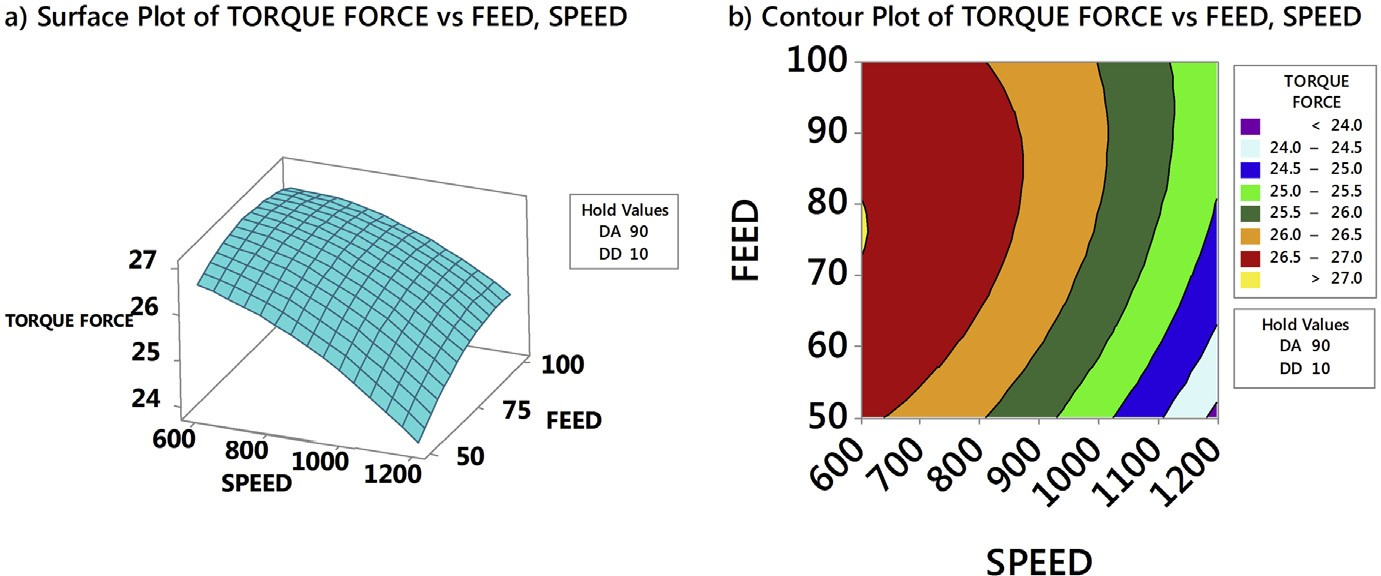 a) Surface Plot of TORQUE FORCE vs FEED, SPEED
27
26
25
24
TORQUE FORCE
600
800
1000
1200
SPEED
50
75
100
FEED
Hold Values
DA 90
DD 10
b) Contour Plot of TORQUE FORCE vs FEED, SPEED
100
90
80
70
60
50
FEED
600
700
800
900
1000
1100
1200
SPEED
TORQUE
FORCE
< 24.0
24.0 – 24.5
24.5 – 25.0
25.0 – 25.5
25.5 – 26.0
26.0 – 26.5
26.5 – 27.0
> 27.0
Hold Values
DA 90
DD 10